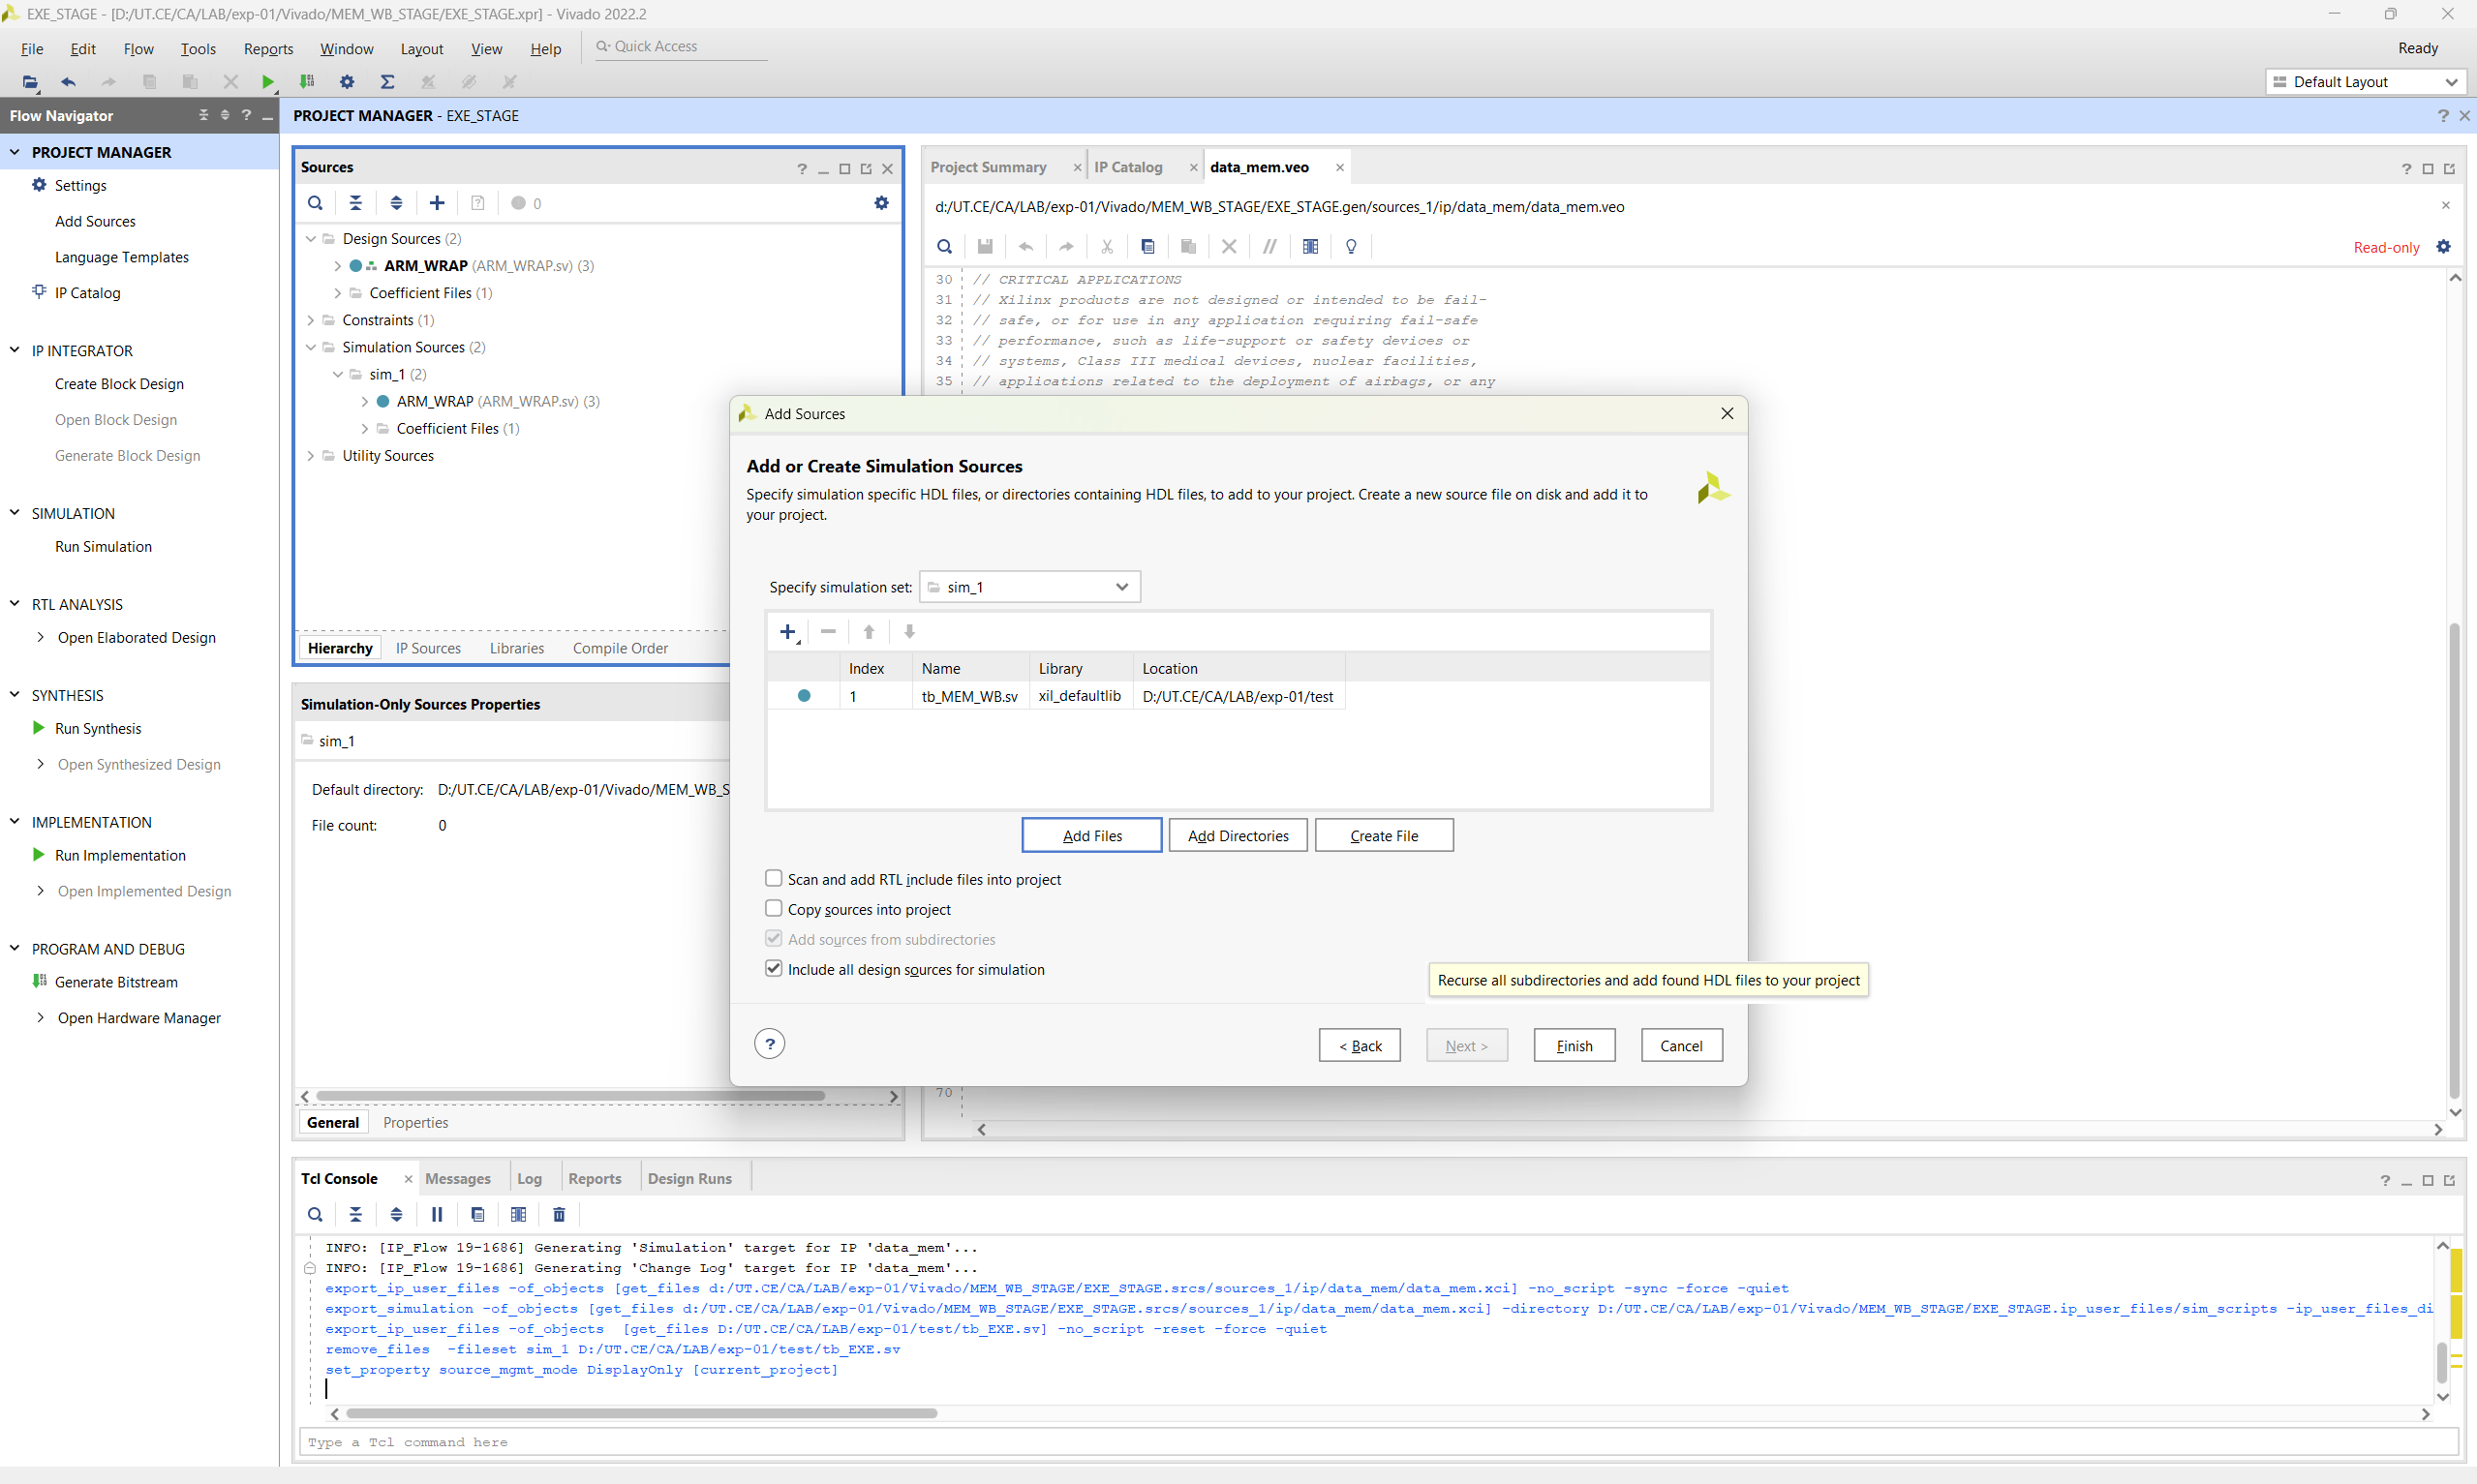 EXE_STAGE - [D:/UT.CE/CA/LAB/exp-01/Vivado/MEM_WB_STAGE/EXE_STAGE.xpr] - Vivado 2022.2
File Edit Flow Tools Reports Window Layout View Help Quick Access
Ready
Default Layout
Flow Navigator
PROJECT MANAGER - EXE_STAGE
PROJECT MANAGER
Settings
Add Sources
Language Templates
IP Catalog
IP INTEGRATOR
Create Block Design
Open Block Design
Generate Block Design
SIMULATION
Run Simulation
RTL ANALYSIS
Open Elaborated Design
SYNTHESIS
Run Synthesis
Open Synthesized Design
IMPLEMENTATION
Run Implementation
Open Implemented Design
PROGRAM AND DEBUG
Generate Bitstream
Open Hardware Manager
Sources
0
Design Sources (2)
ARM_WRAP (ARM_WRAP.sv) (3)
Coefficient Files (1)
Constraints (1)
Simulation Sources (2)
sim_1 (2)
ARM_WRAP (ARM_WRAP.sv) (3)
Coefficient Files (1)
Utility Sources
Hierarchy IP Sources Libraries Compile Order
Simulation-Only Sources Properties
sim_1
Default directory: D:/UT.CE/CA/LAB/exp-01/Vivado/MEM_WB_S
File count: 0
General Properties
Project Summary IP Catalog data_mem.veo
d:/UT.CE/CA/LAB/exp-01/Vivado/MEM_WB_STAGE/EXE_STAGE.gen/sources_1/ip/data_mem/data_mem.veo
Read-only
30 // CRITICAL APPLICATIONS
31 // Xilinx products are not designed or intended to be fail-
32 // safe, or for use in any application requiring fail-safe
33 // performance, such as life-support or safety devices or
34 // systems, Class III medical devices, nuclear facilities,
35 // applications related to the deployment of airbags, or any
70
Add Sources
Add or Create Simulation Sources
Specify simulation specific HDL files, or directories containing HDL files, to add to your project. Create a new source file on disk and add it to
your project.
Specify simulation set: sim_1
Index Name Library Location
1 tb_MEM_WB.sv xil_defaultlib D:/UT.CE/CA/LAB/exp-01/test
Add Files Add Directories Create File
Scan and add RTL include files into project
Copy sources into project
Add sources from subdirectories
Include all design sources for simulation
Recurse all subdirectories and add found HDL files to your project
? < Back Next > Finish Cancel
Tcl Console Messages Log Reports Design Runs
INFO: [IP_Flow 19-1686] Generating 'Simulation' target for IP 'data_mem'...
INFO: [IP_Flow 19-1686] Generating 'Change Log' target for IP 'data_mem'...
export_ip_user_files -of_objects [get_files d:/UT.CE/CA/LAB/exp-01/Vivado/MEM_WB_STAGE/EXE_STAGE.srcs/sources_1/ip/data_mem/data_mem.xci] -no_script -sync -force -quiet
export_simulation -of_objects [get_files d:/UT.CE/CA/LAB/exp-01/Vivado/MEM_WB_STAGE/EXE_STAGE.srcs/sources_1/ip/data_mem/data_mem.xci] -directory D:/UT.CE/CA/LAB/exp-01/Vivado/MEM_WB_STAGE/EXE_STAGE.ip_user_files/sim_scripts -ip_user_files_di
export_ip_user_files -of_objects [get_files D:/UT.CE/CA/LAB/exp-01/test/tb_EXE.sv] -no_script -reset -force -quiet
remove_files -fileset sim_1 D:/UT.CE/CA/LAB/exp-01/test/tb_EXE.sv
set_property source_mgmt_mode DisplayOnly [current_project]
Type a Tcl command here